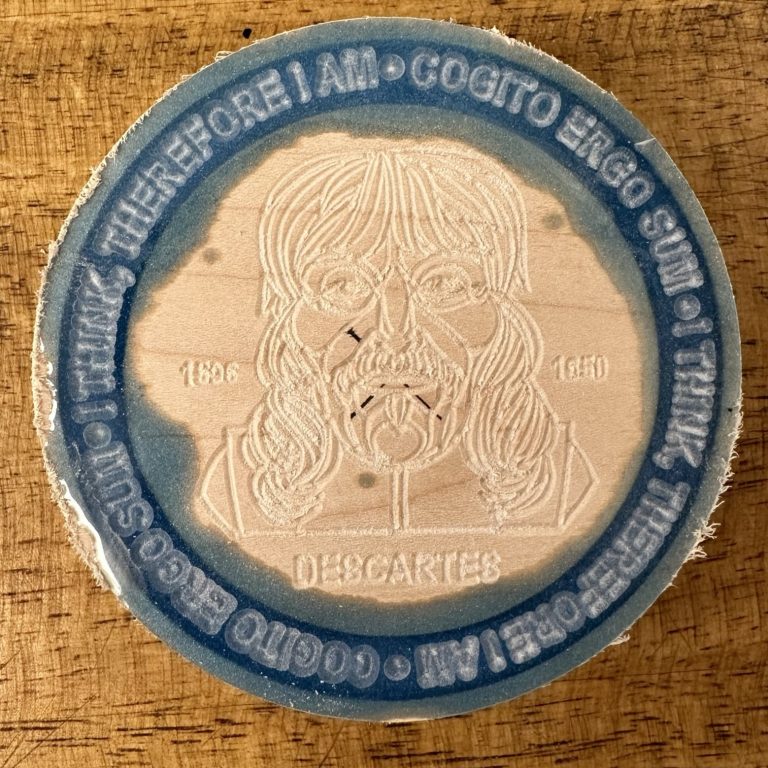 I THINK, THEREFORE I AM • COGITO ERGO SUM • I THINK, THEREFORE I AM • COGITO ERGO SUM •
1596
1650
DESCARTES